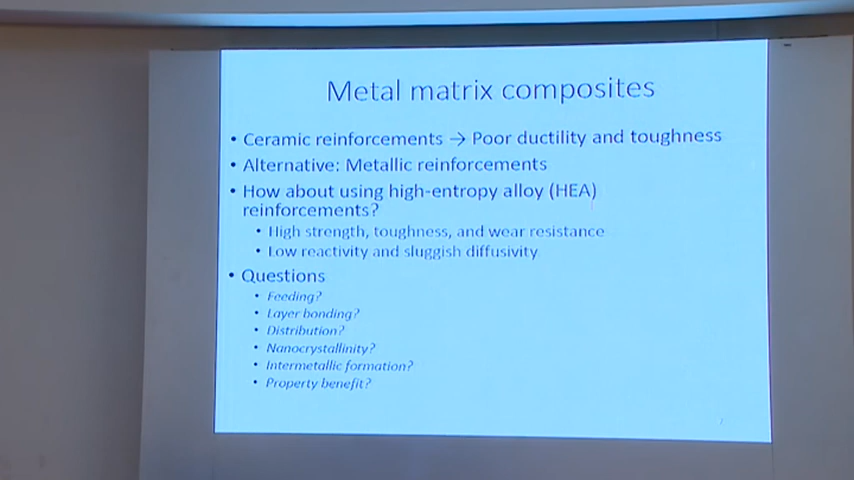 Metal matrix composites
• Ceramic reinforcements → Poor ductility and toughness
• Alternative: Metallic reinforcements
• How about using high-entropy alloy (HEA)
reinforcements?
• High strength, toughness, and wear resistance
• Low reactivity and sluggish diffusivity
• Questions
• Feeding?
• Layer bonding?
• Distribution?
• Nanocrystallinity?
• Intermetallic formation?
• Property benefit?